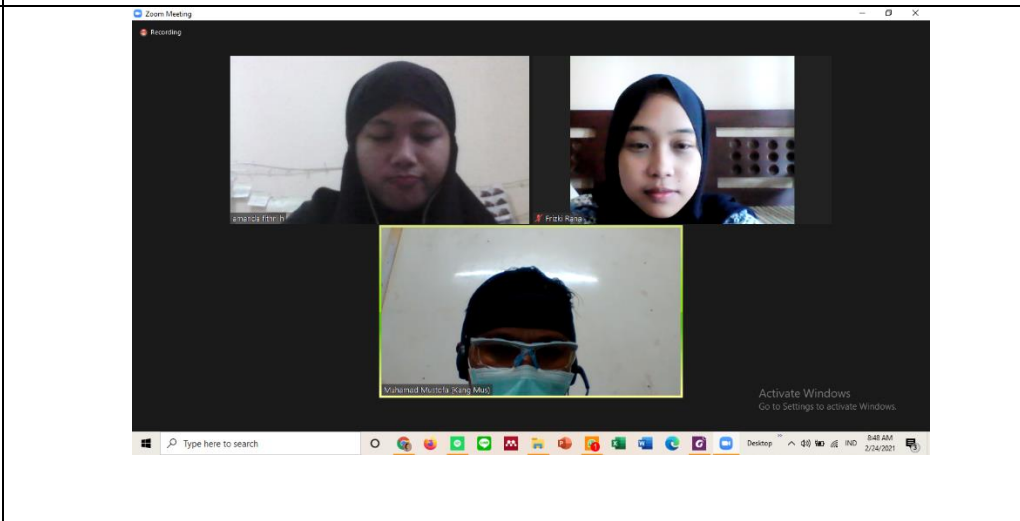 Zoom Meeting
Recording
amanda fithri h
Frizki Rana
Muhamad Mustofa (Kang Mus)
Activate Windows
Go to Settings to activate Windows.
Type here to search
Desktop
IND
8:48 AM
2/24/2021